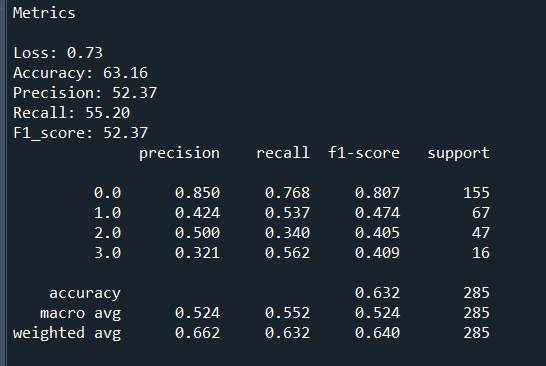 Metrics
Loss: 0.73
Accuracy: 63.16
Precision: 52.37
Recall: 55.20
F1_score: 52.37
precision recall f1-score support
0.0 0.850 0.768 0.807 155
1.0 0.424 0.537 0.474 67
2.0 0.500 0.340 0.405 47
3.0 0.321 0.562 0.409 16
accuracy 0.632 285
macro avg 0.524 0.552 0.524 285
weighted avg 0.662 0.632 0.640 285